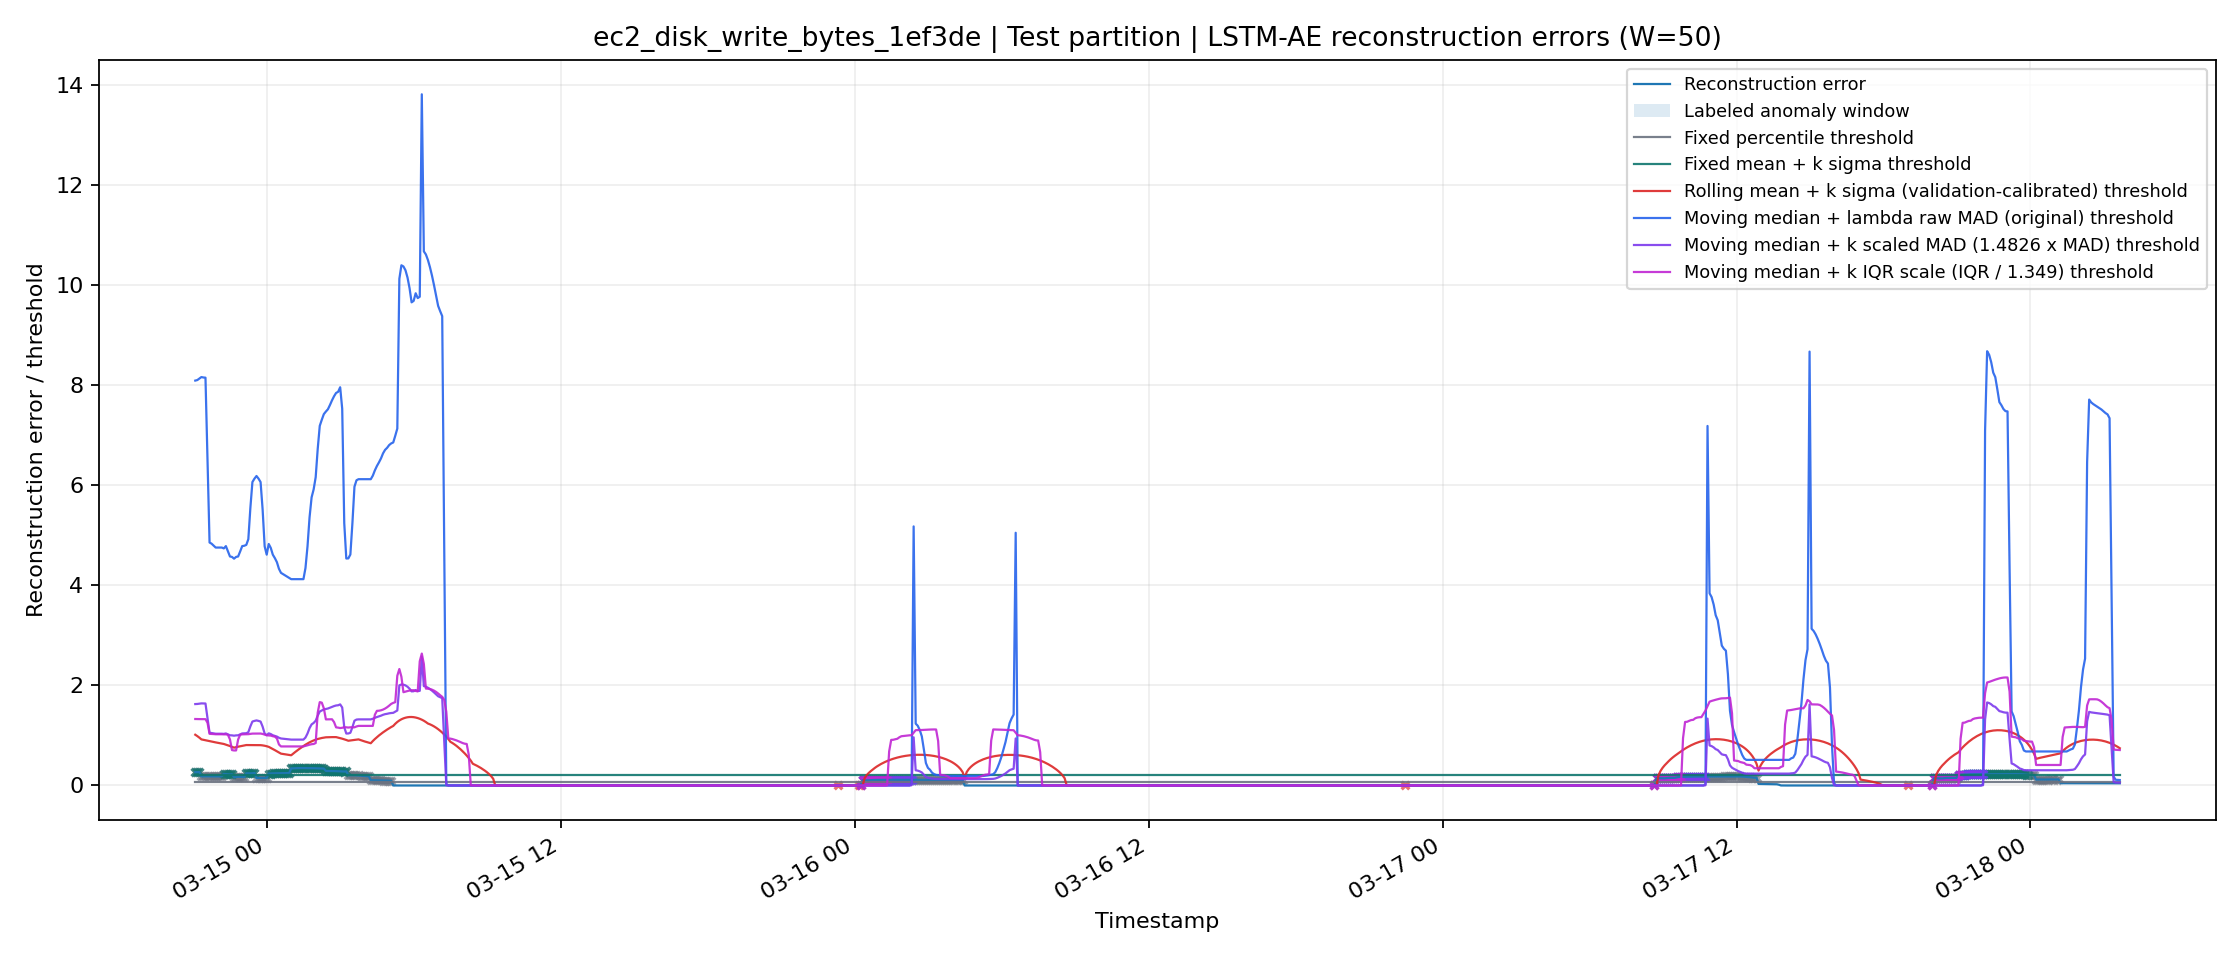 ec2_disk_write_bytes_1ef3de | Test partition | LSTM-AE reconstruction errors (W=50)
Reconstruction error / threshold
14
12
10
8
6
4
2
0
Reconstruction error
Labeled anomaly window
Fixed percentile threshold
Fixed mean + k sigma threshold
Rolling mean + k sigma (validation-calibrated) threshold
Moving median + lambda raw MAD (original) threshold
Moving median + k scaled MAD (1.4826 x MAD) threshold
Moving median + k IQR scale (IQR / 1.349) threshold
03-15 00
03-15 12
03-16 00
03-16 12
03-17 00
03-17 12
03-18 00
Timestamp